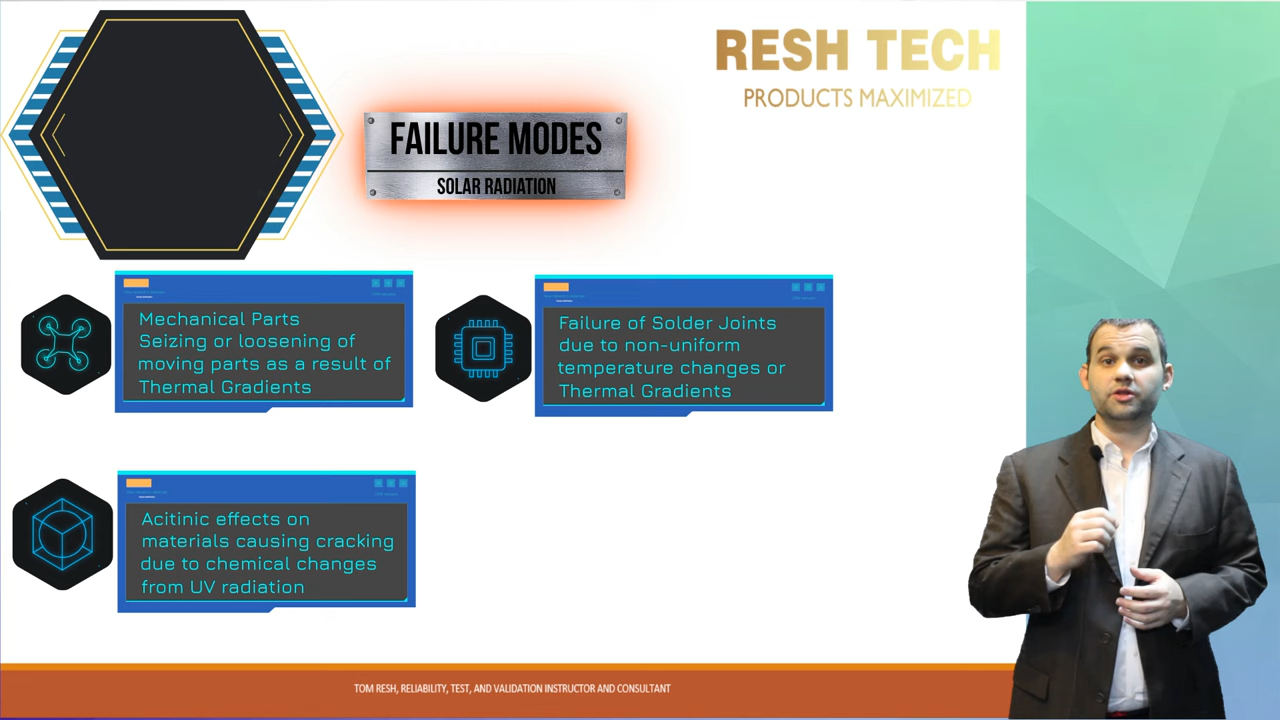 RESH TECH
PRODUCTS MAXIMIZED
FAILURE MODES
SOLAR RADIATION
Mechanical Parts
Seizing or loosening of
moving parts as a result of
Thermal Gradients
Failure of Solder Joints
due to non-uniform
temperature changes or
Thermal Gradients
Acitinic effects on
materials causing cracking
due to chemical changes
from UV radiation
TOM RESH, RELIABILITY, TEST, AND VALIDATION INSTRUCTOR AND CONSULTANT